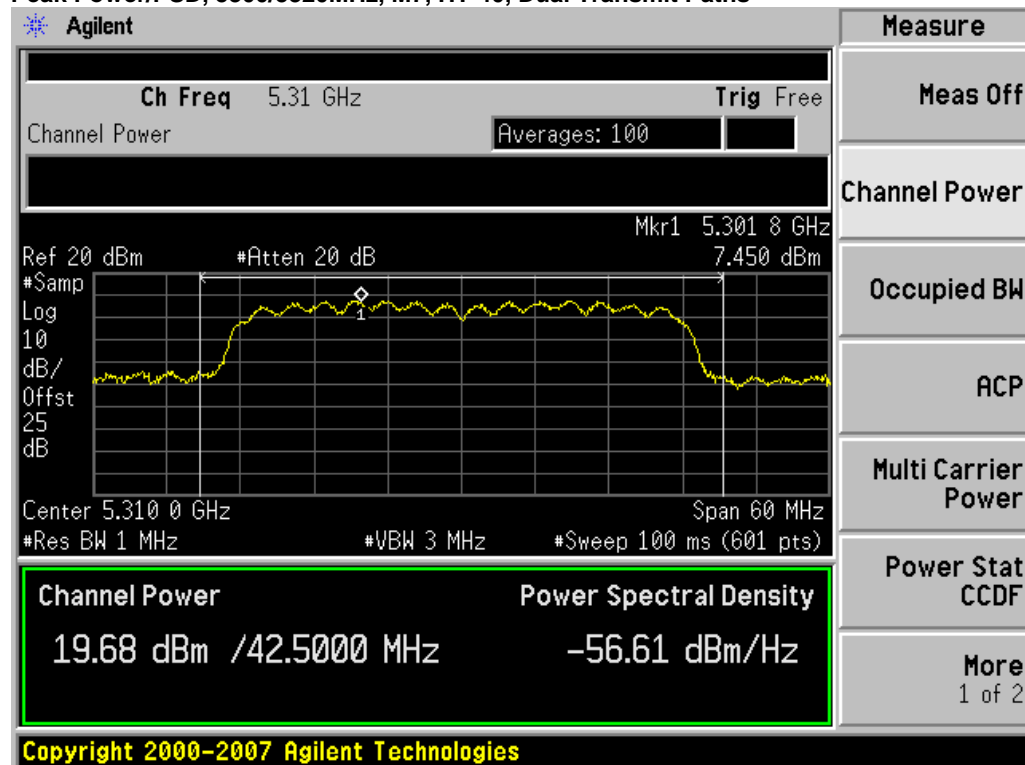 Agilent
Measure
Ch Freq 5.31 GHz Trig Free
Channel Power Averages: 100
Mkr1 5.301 8 GHz
Ref 20 dBm #Atten 20 dB 7.450 dBm
#Samp
Log
10
dB/
Offst
25
dB
1
Center 5.310 0 GHz Span 60 MHz
#Res BW 1 MHz #VBW 3 MHz #Sweep 100 ms (601 pts)
Channel Power Power Spectral Density
19.68 dBm /42.5000 MHz -56.61 dBm/Hz
Copyright 2000-2007 Agilent Technologies
Meas Off
Channel Power
Occupied BW
ACP
Multi Carrier
Power
Power Stat
CCDF
More
1 of 2